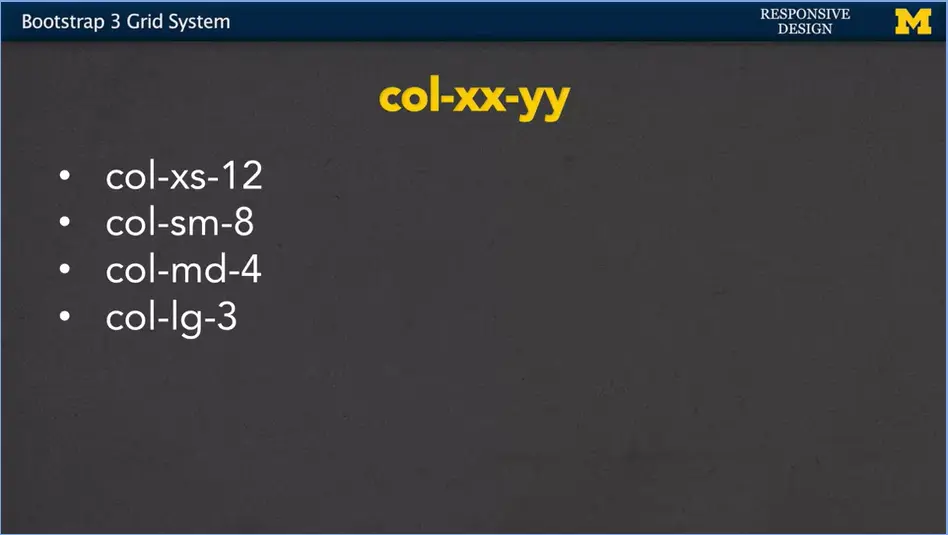 Bootstrap 3 Grid System
RESPONSIVE
DESIGN
M
col-xx-yy
• col-xs-12
• col-sm-8
• col-md-4
• col-lg-3